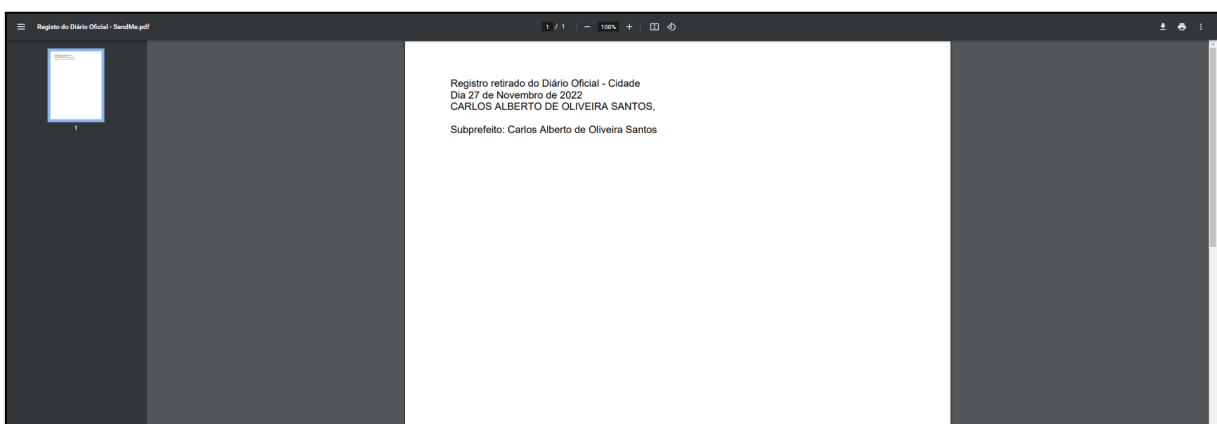 Registo do Diário Oficial - SendMe.pdf
1 / 1
100%
Registro retirado do Diário Oficial - Cidade
Dia 27 de Novembro de 2022
CARLOS ALBERTO DE OLIVEIRA SANTOS,
Subprefeito: Carlos Alberto de Oliveira Santos
1